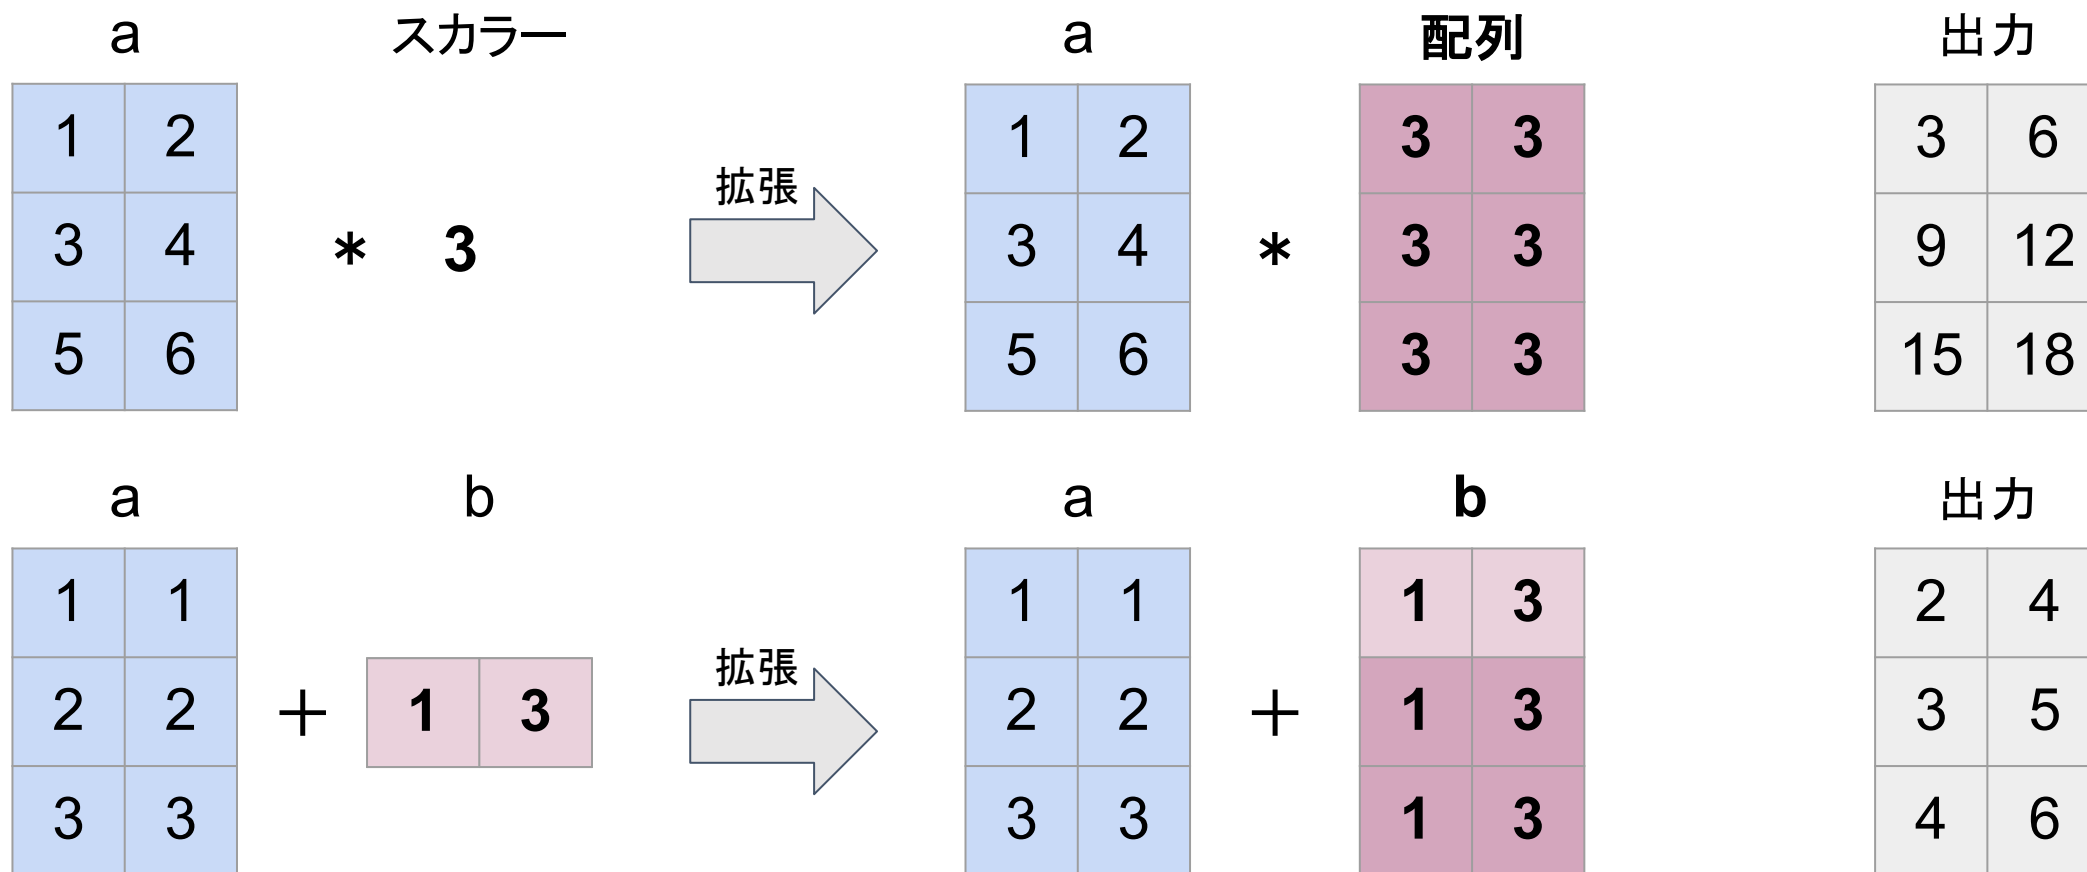 a スカラー a 配列 出力
1 2 1 2 3 3 3 6
拡張
3 4 * 3 3 4 * 3 3 9 12
5 6 5 6 3 3 15 18
a b a b 出力
1 1 1 1 1 3 2 4
拡張
2 2 + 1 3 2 2 + 1 3 3 5
3 3 3 3 1 3 4 6